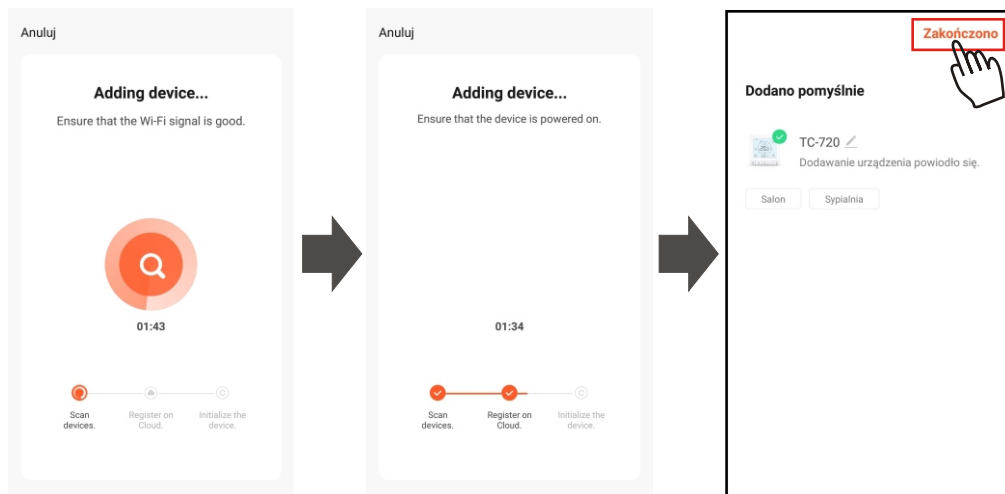 Anuluj
Adding device...
Ensure that the Wi-Fi signal is good.
01:43
Scan
devices.
Register on
Cloud.
Initialize the
device.
Anuluj
Adding device...
Ensure that the device is powered on.
01:34
Scan
devices.
Register on
Cloud.
Initialize the
device.
Zakończono
Dodano pomyślnie
TC-720
Dodawanie urządzenia powiodło się.
Salon
Sypialnia